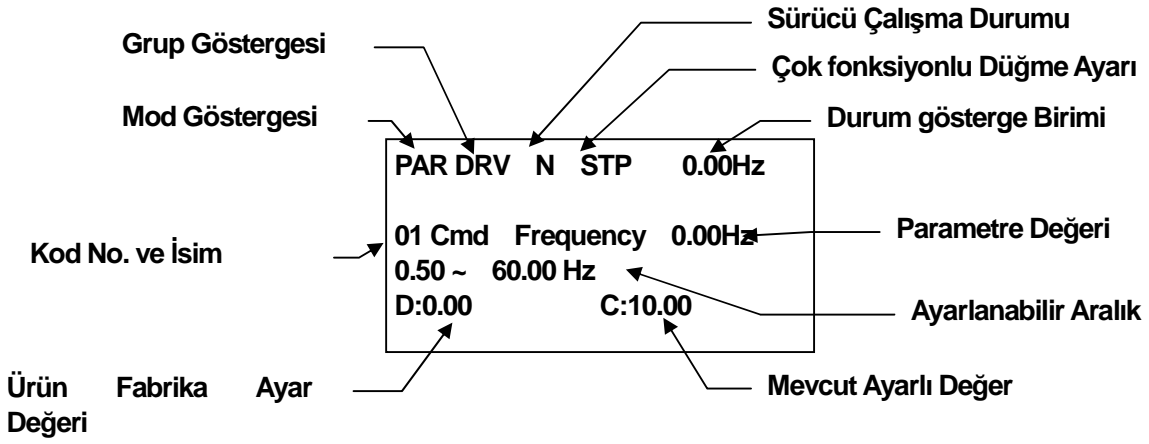 Sürücü Çalışma Durumu
Grup Göstergesi
Çok fonksiyonlu Düğme Ayarı
Mod Göstergesi
Durum gösterge Birimi
PAR DRV N STP 0.00Hz
01 Cmd Frequency 0.00Hz
Parametre Değeri
Kod No. ve İsim
0.50 ~ 60.00 Hz
D:0.00 C:10.00
Ayarlanabilir Aralık
Ürün Fabrika Ayar
Değeri
Mevcut Ayarlı Değer